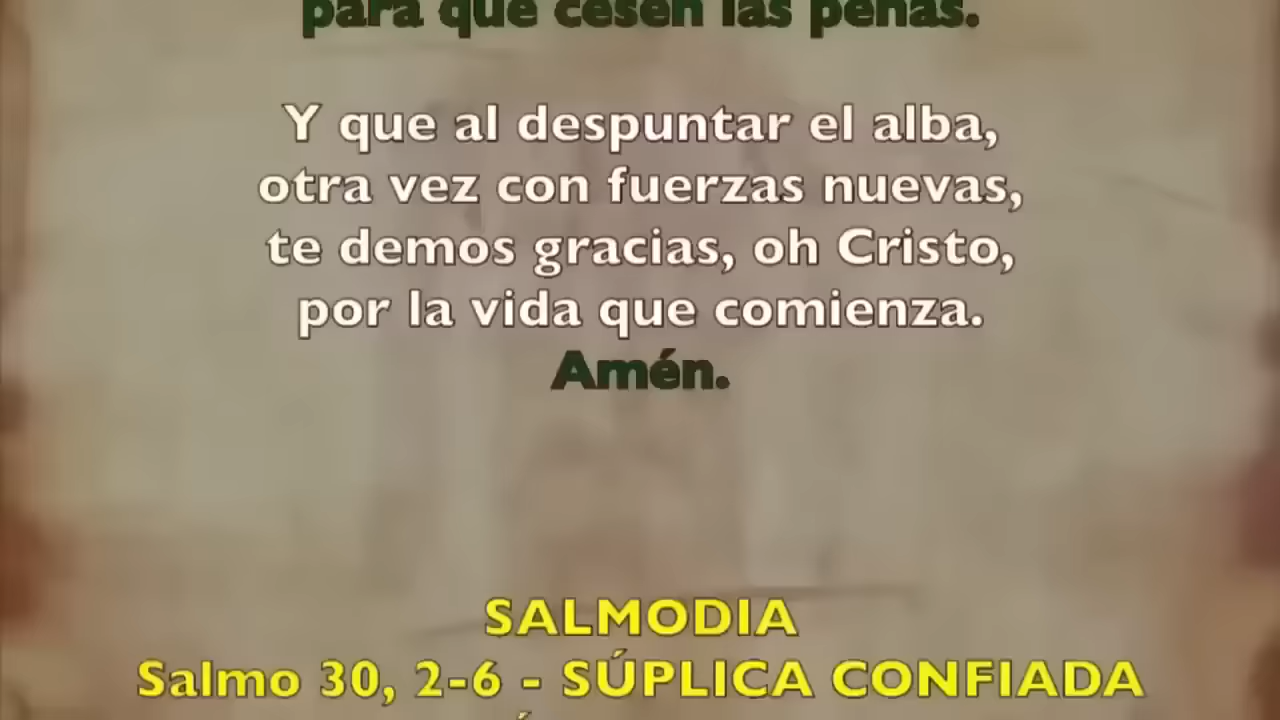 para que cesen las penas.
Y que al despuntar el alba,
otra vez con fuerzas nuevas,
te demos gracias, oh Cristo,
por la vida que comienza.
Amén.
SALMODIA
Salmo 30, 2-6 - SÚPLICA CONFIADA